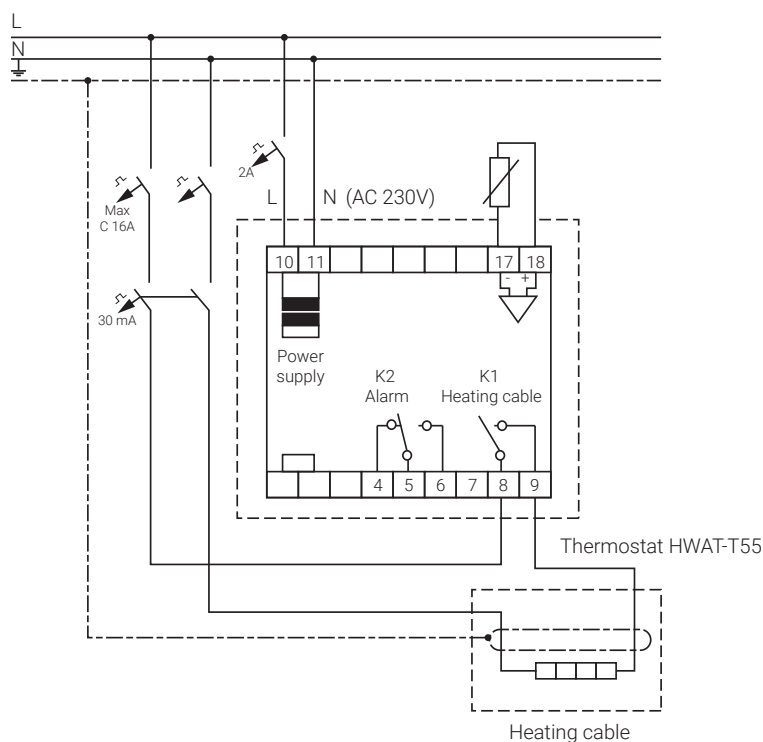 L
N
2A
L N (AC 230V)
Max
C 16A
30 mA
10 11 17 18
- +
Power
supply
K2
Alarm
K1
Heating cable
4 5 6 7 8 9
Thermostat HWAT-T55
Heating cable